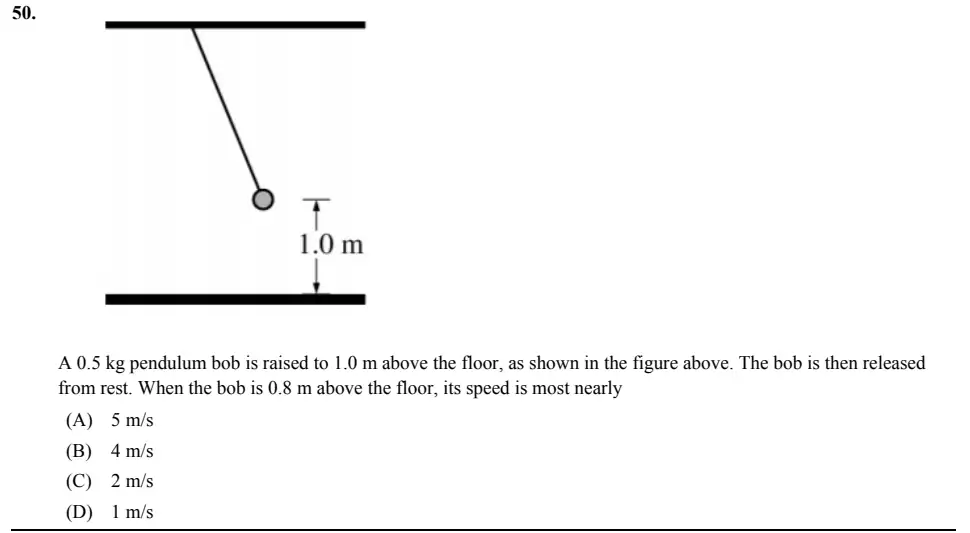 50.
1.0 m
A 0.5 kg pendulum bob is raised to 1.0 m above the floor, as shown in the figure above. The bob is then released
from rest. When the bob is 0.8 m above the floor, its speed is most nearly
(A) 5 m/s
(B) 4 m/s
(C) 2 m/s
(D) 1 m/s